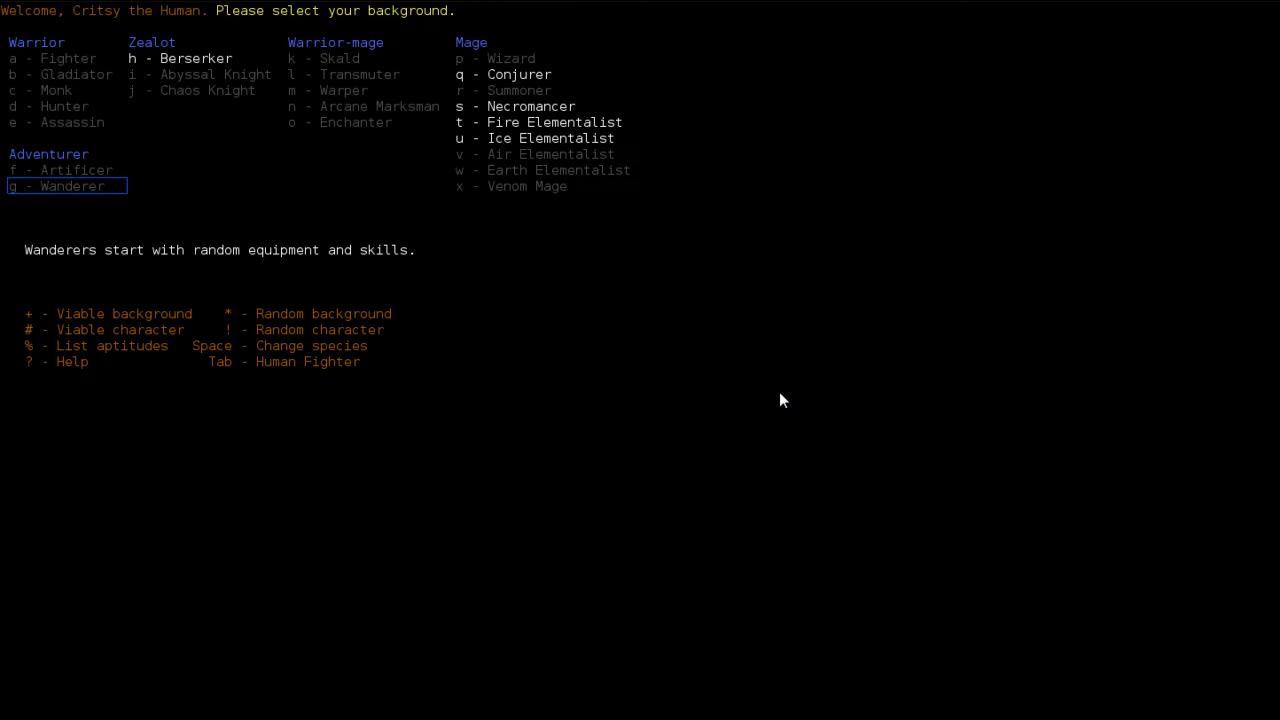 Welcome, Critsy the Human. Please select your background.
Warrior Zealot Warrior-mage Mage
a - Fighter h - Berserker k - Skald p - Wizard
b - Gladiator i - Abyssal Knight l - Transmuter q - Conjurer
c - Monk j - Chaos Knight m - Warper r - Summoner
d - Hunter n - Arcane Marksman s - Necromancer
e - Assassin o - Enchanter t - Fire Elementalist
u - Ice Elementalist
Adventurer v - Air Elementalist
f - Artificer w - Earth Elementalist
g - Wanderer x - Venom Mage
Wanderers start with random equipment and skills.
+ - Viable background * - Random background
# - Viable character ! - Random character
% - List aptitudes Space - Change species
? - Help Tab - Human Fighter